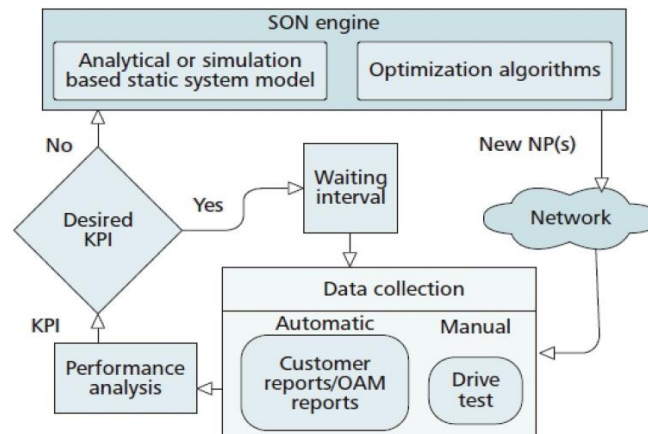 SON engine
Analytical or simulation
based static system model
Optimization algorithms
No
New NP(s)
Desired
KPI
Yes
Waiting
interval
Network
Data collection
KPI
Automatic
Manual
Performance
analysis
Customer
reports/OAM
reports
Drive
test